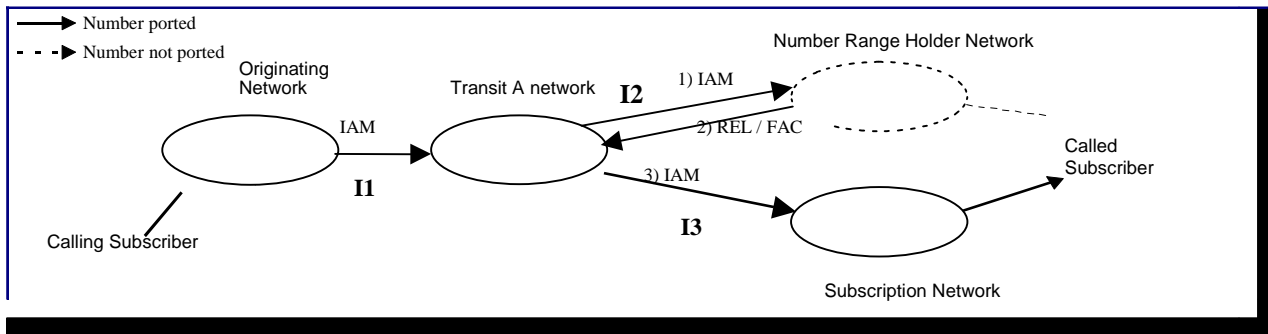 Number ported
Number not ported
Originating
Network
Transit A network
Number Range Holder Network
I2
1) IAM
IAM
2) REL / FAC
I1
3) IAM
I3
Called
Subscriber
Calling Subscriber
Subscription Network